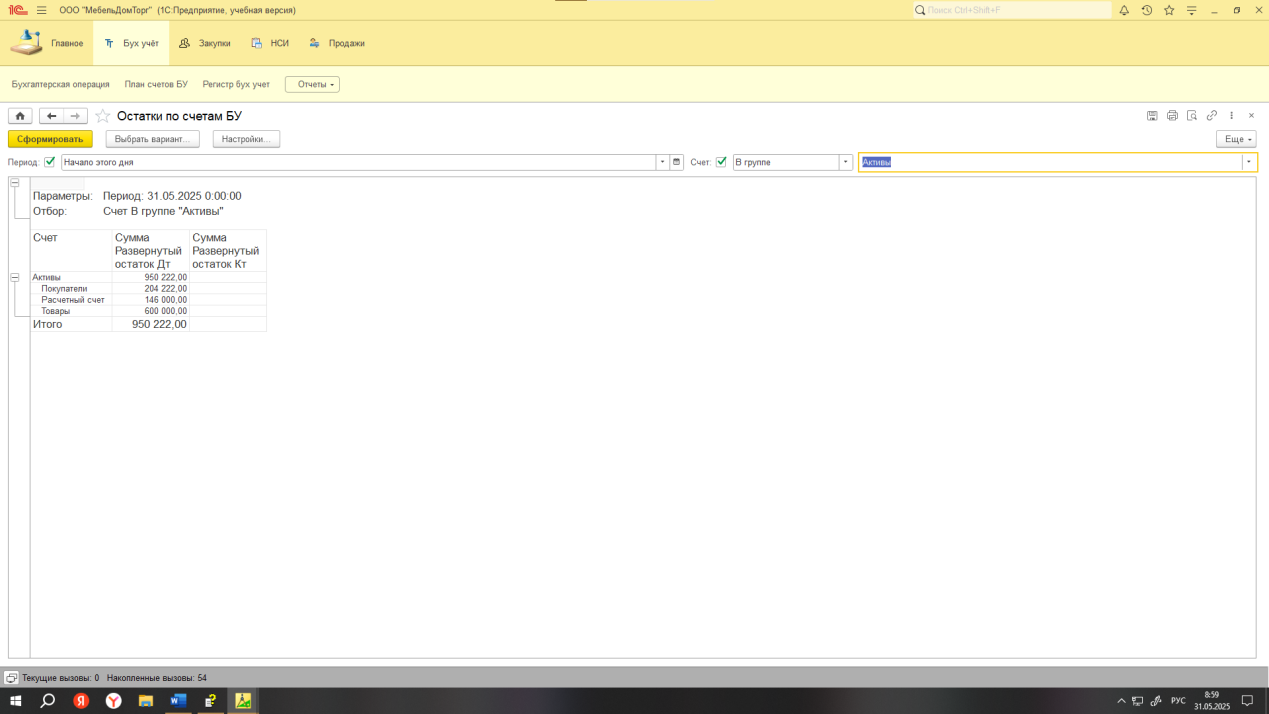 1С ООО "МебельДомТорг" (1С:Предприятие, учебная версия) Поиск Ctrl+Shift+F
Главное Бух учёт Закупки НСИ Продажи
Бухгалтерская операция План счетов БУ Регистр бух учет Отчеты
Остатки по счетам БУ
Сформировать Выбрать вариант... Настройки... Еще
Период: Начало этого дня Счет: В группе Активы
Параметры: Период: 31.05.2025 0:00:00
Отбор: Счет В группе "Активы"
Счет Сумма Развернутый остаток Дт Сумма Развернутый остаток Кт
Активы 950 222,00
Покупатели 204 222,00
Расчетный счет 146 000,00
Товары 600 000,00
Итого 950 222,00
Текущие вызовы: 0 Накопленные вызовы: 54
Я Y W РУС 8:59
31.05.2025